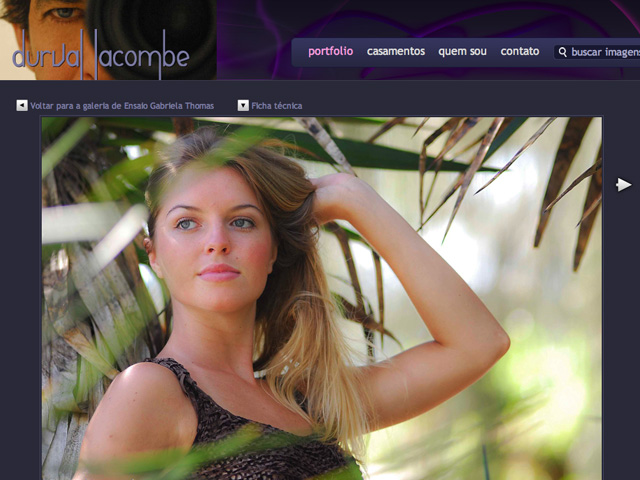 durval lacombe
portfolio casamentos quem sou contato buscar imagens
Voltar para a galeria de Ensaio Gabriela Thomas Ficha técnica